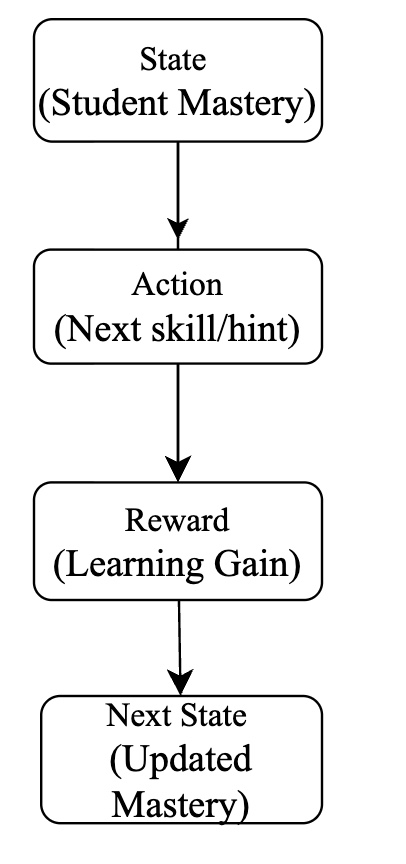 State
(Student Mastery)
Action
(Next skill/hint)
Reward
(Learning Gain)
Next State
(Updated
Mastery)